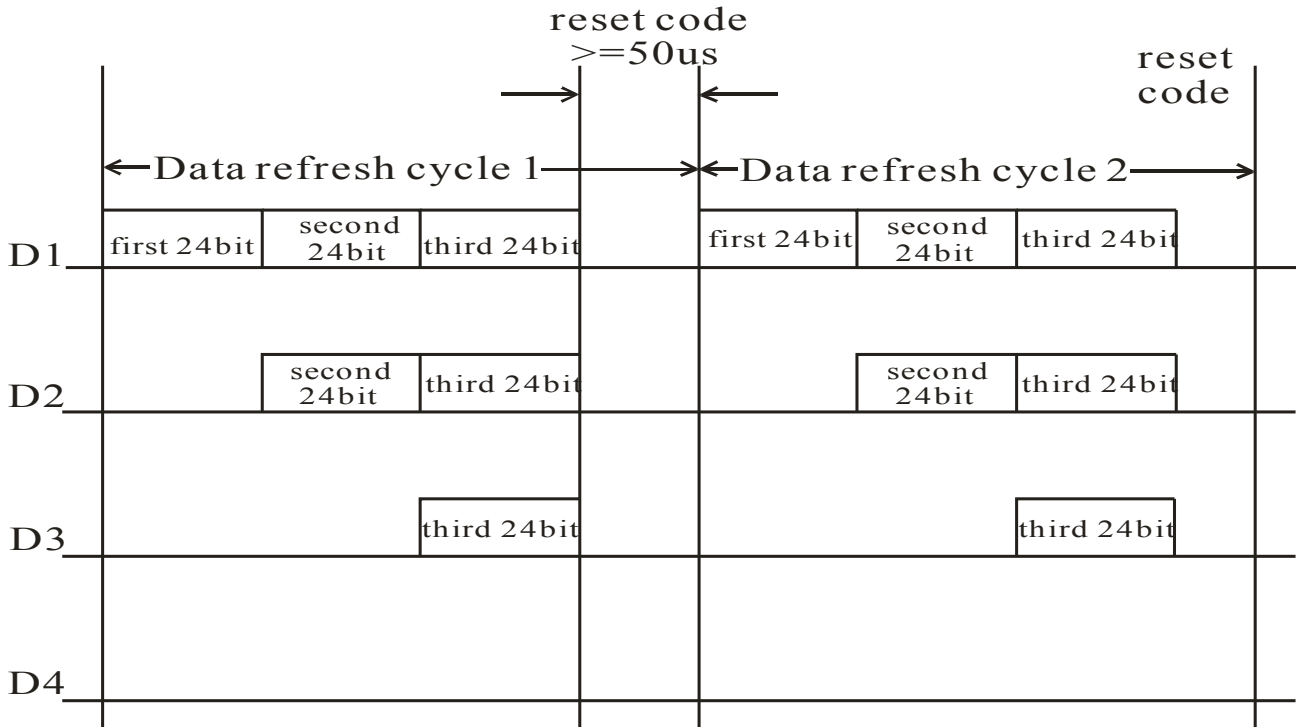 reset code
>=50us
reset
code
Data refresh cycle 1
Data refresh cycle 2
D1
first 24bit
second
24bit
third 24bit
first 24bit
second
24bit
third 24bit
D2
second
24bit
third 24bit
second
24bit
third 24bit
D3
third 24bit
third 24bit
D4